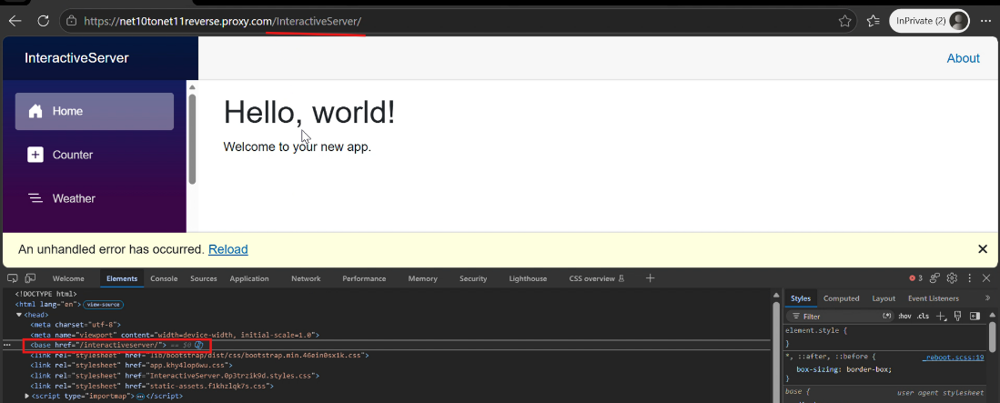 https://net10tonet11reverse.proxy.com/InteractiveServer/
InPrivate (2)
InteractiveServer
About
Home
Counter
Weather
Hello, world!
Welcome to your new app.
An unhandled error has occurred. Reload
Welcome Elements Console Sources Application Network Performance Memory Security Lighthouse CSS overview
3
<!DOCTYPE html>
<html lang="en"> view-source
<head>
<meta charset="utf-8">
<meta name="viewport" content="width=device-width, initial-scale=1.0">
<base href="/interactiveserver/"> == $0
<link rel="stylesheet" href="lib/bootstrap/dist/css/bootstrap.min.46ein0sx1k.css">
<link rel="stylesheet" href="app.khy4lop6wu.css">
<link rel="stylesheet" href="InteractiveServer.0p3trzik9d.styles.css">
<link rel="stylesheet" href="static-assets.f1khzlqk7s.css">
<script type="importmap"> </script>
Styles Computed Layout Event Listeners
Filter :hov .cls
element.style {
}
*, ::after, ::before { _reboot.scss:19
box-sizing: border-box;
}
base { user agent stylesheet